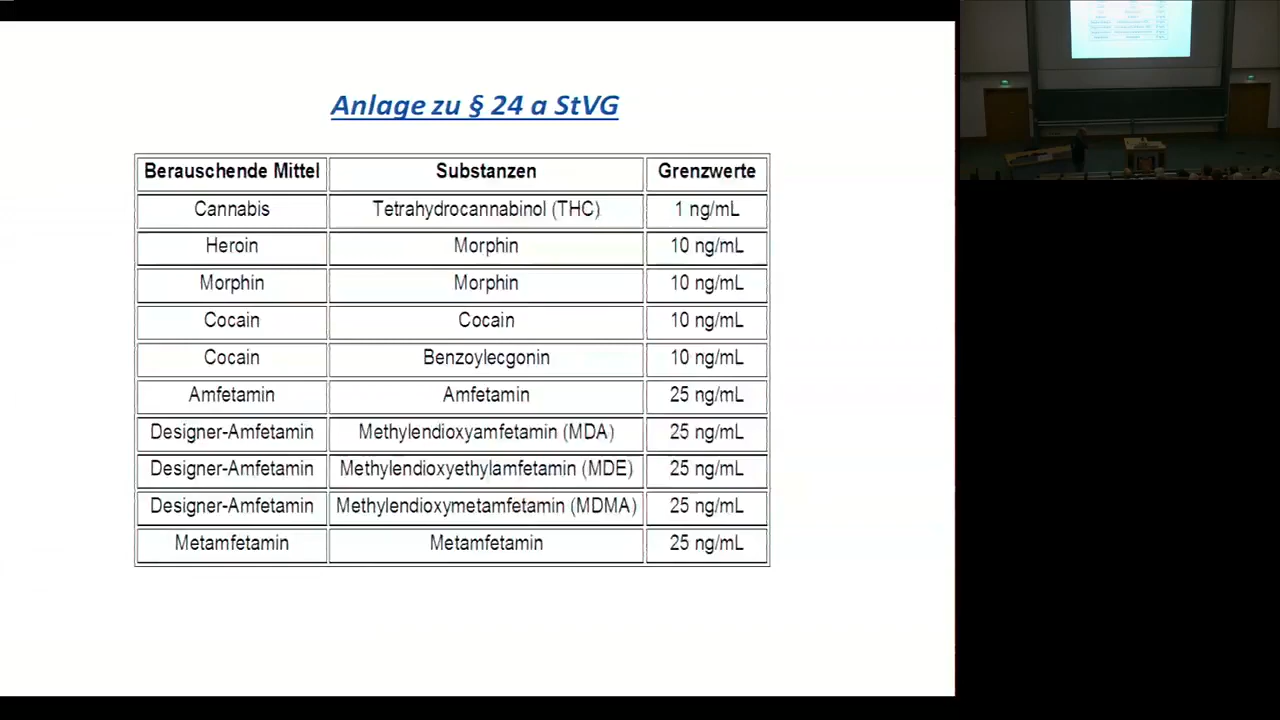 Anlage zu § 24 a StVG
Berauschende Mittel Substanzen Grenzwerte
Cannabis Tetrahydrocannabinol (THC) 1 ng/mL
Heroin Morphin 10 ng/mL
Morphin Morphin 10 ng/mL
Cocain Cocain 10 ng/mL
Cocain Benzoylecgonin 10 ng/mL
Amfetamin Amfetamin 25 ng/mL
Designer-Amfetamin Methylendioxyamfetamin (MDA) 25 ng/mL
Designer-Amfetamin Methylendioxyethylamfetamin (MDE) 25 ng/mL
Designer-Amfetamin Methylendioxymetamfetamin (MDMA) 25 ng/mL
Metamfetamin Metamfetamin 25 ng/mL